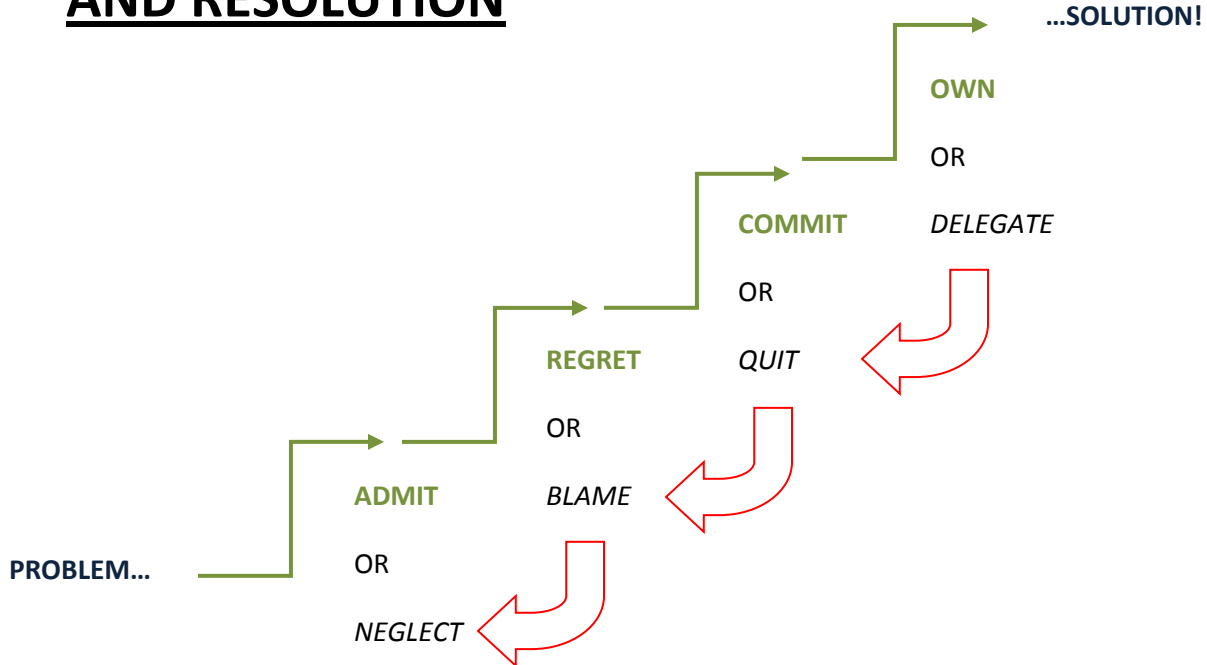 AND RESOLUTION
…SOLUTION!
OWN
OR
DELEGATE
COMMIT
OR
QUIT
REGRET
OR
BLAME
ADMIT
OR
NEGLECT
PROBLEM…